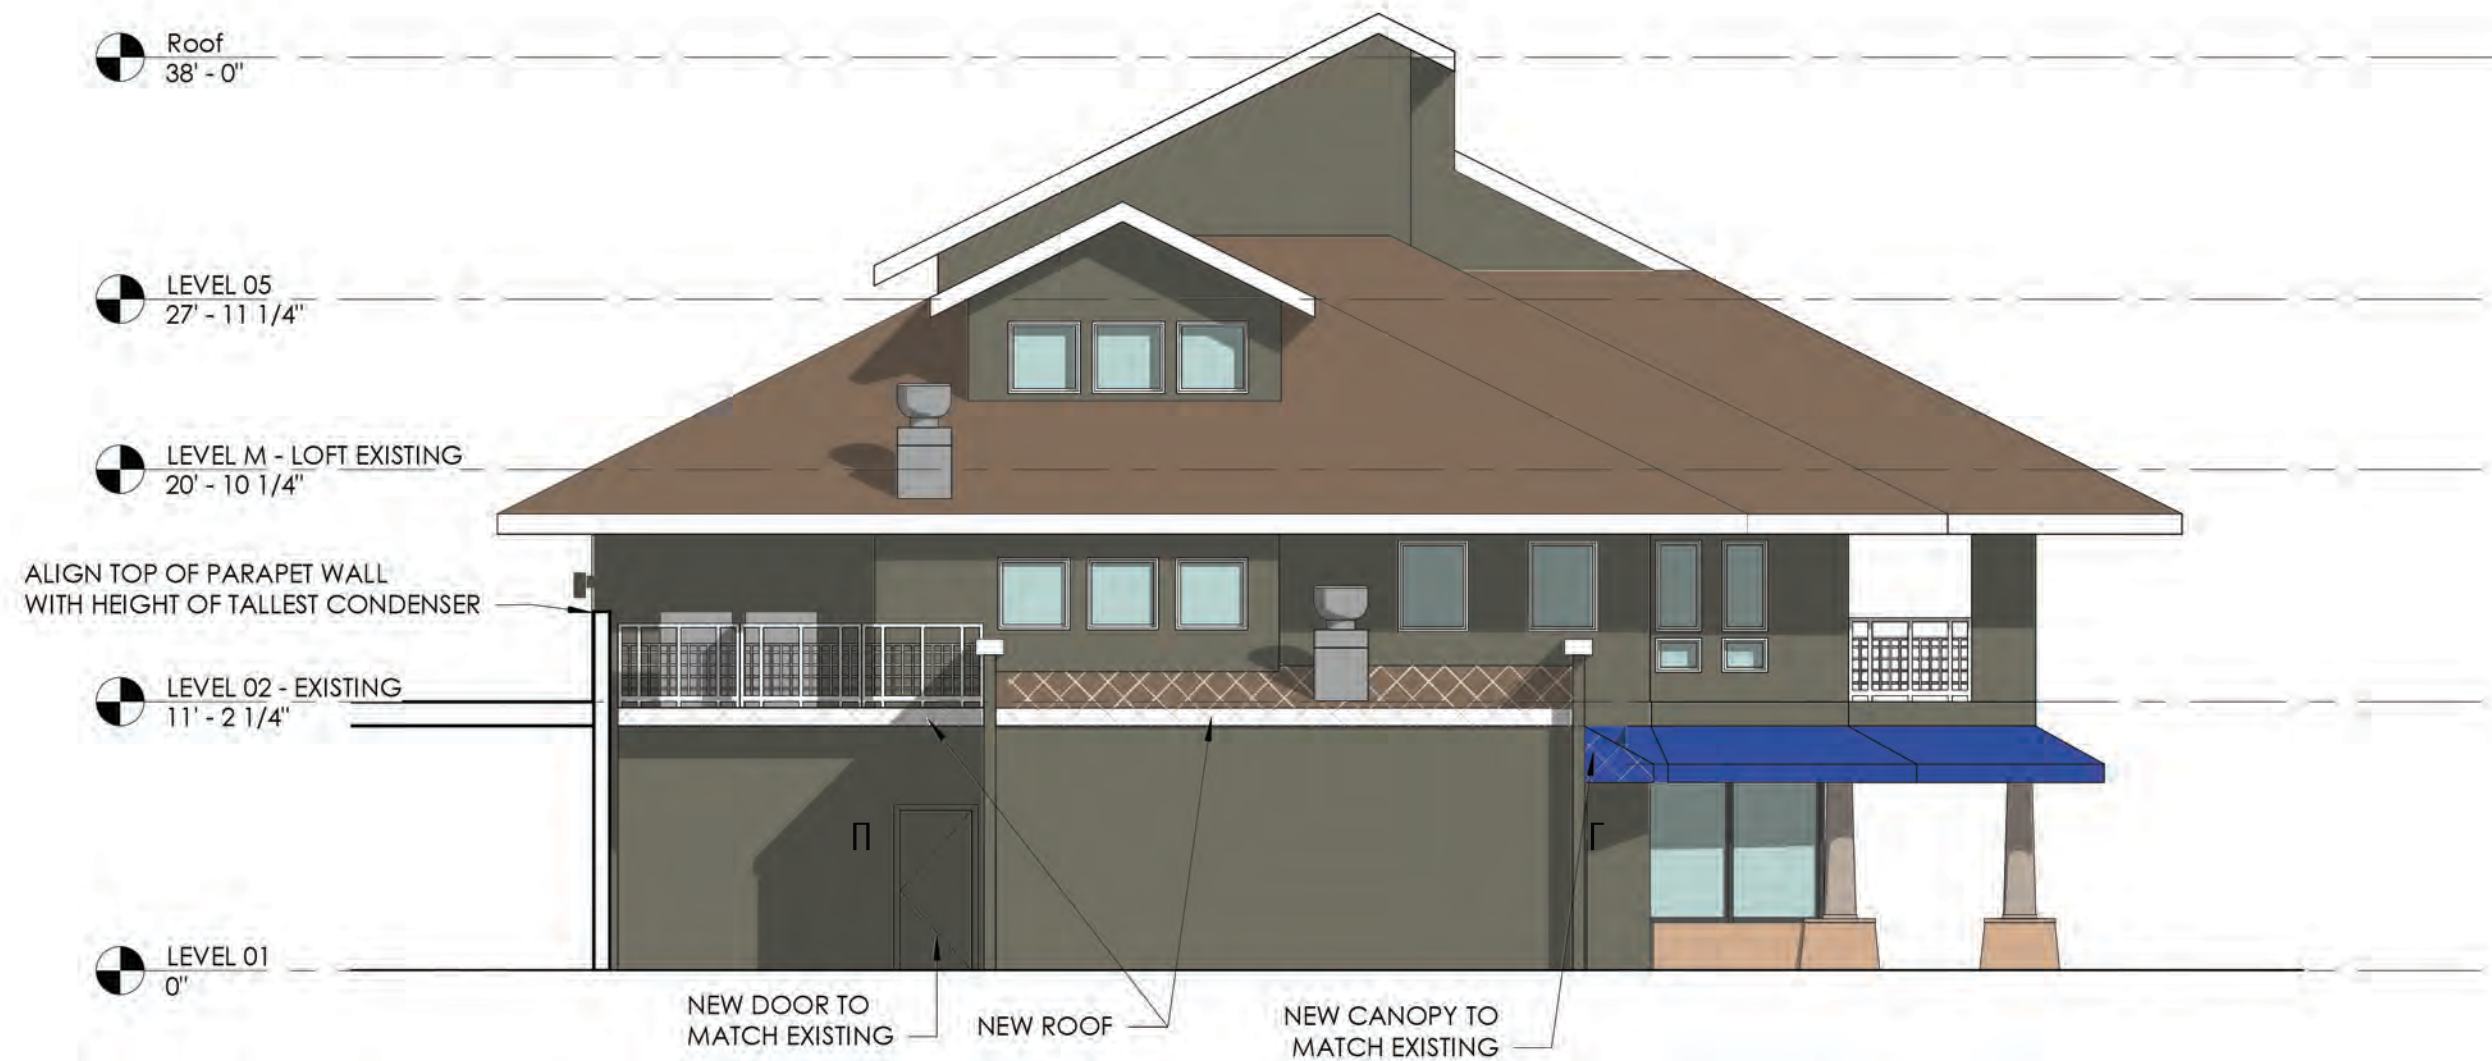 Roof
38' - 0"
LEVEL 05
27' - 11 1/4"
LEVEL M - LOFT EXISTING
20' - 10 1/4"
ALIGN TOP OF PARAPET WALL
WITH HEIGHT OF TALLEST CONDENSER
LEVEL 02 - EXISTING
11' - 2 1/4"
LEVEL 01
0"
NEW DOOR TO
MATCH EXISTING
NEW ROOF
NEW CANOPY TO
MATCH EXISTING